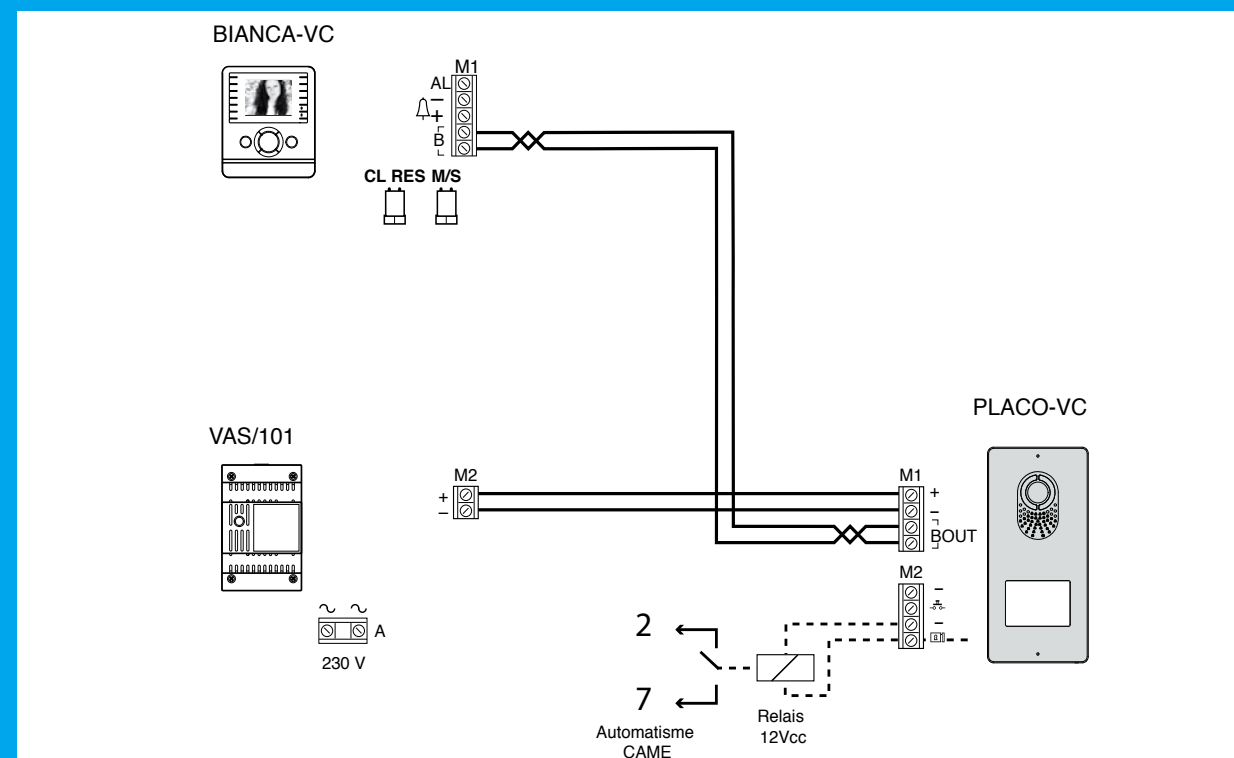 BIANCA-VC
M1
AL
−
+
B
CL RES M/S
PLACO-VC
VAS/101
M2
+
−
M1
+
−
BOUT
M2
−
−
A
230 V
2
7
Relais
12Vcc
Automatisme
CAME